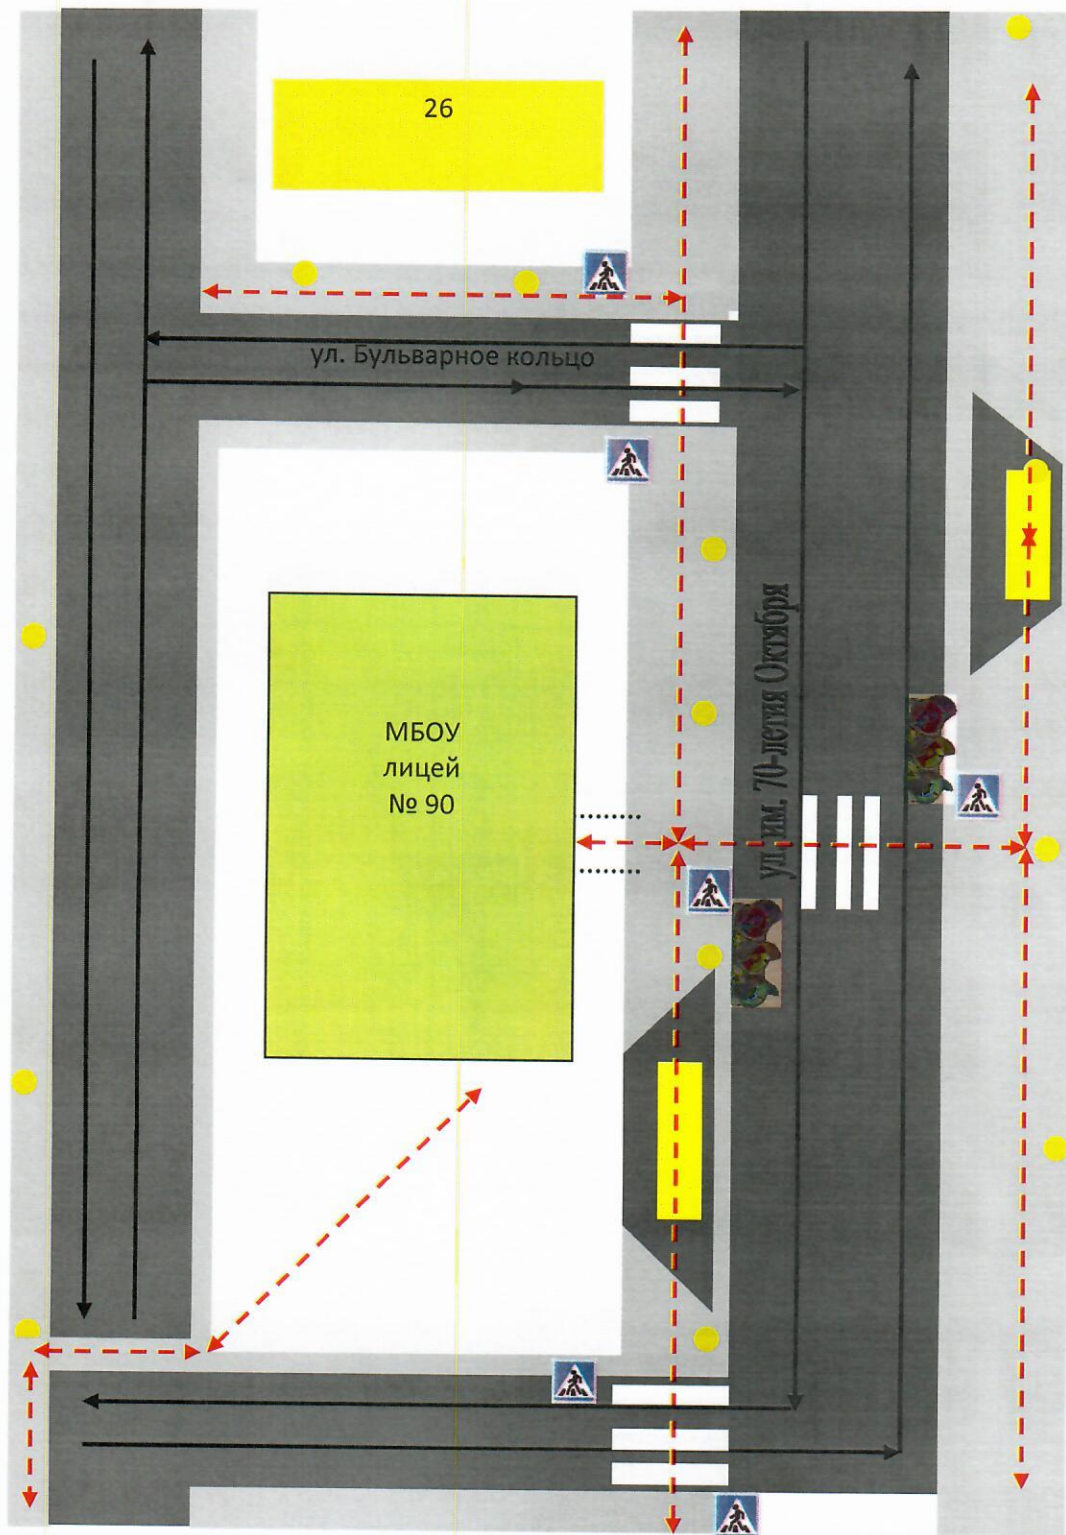 26
ул. Бульварное кольцо
МБОУ
лицей
№ 90
ул. им. 70-летия Октября